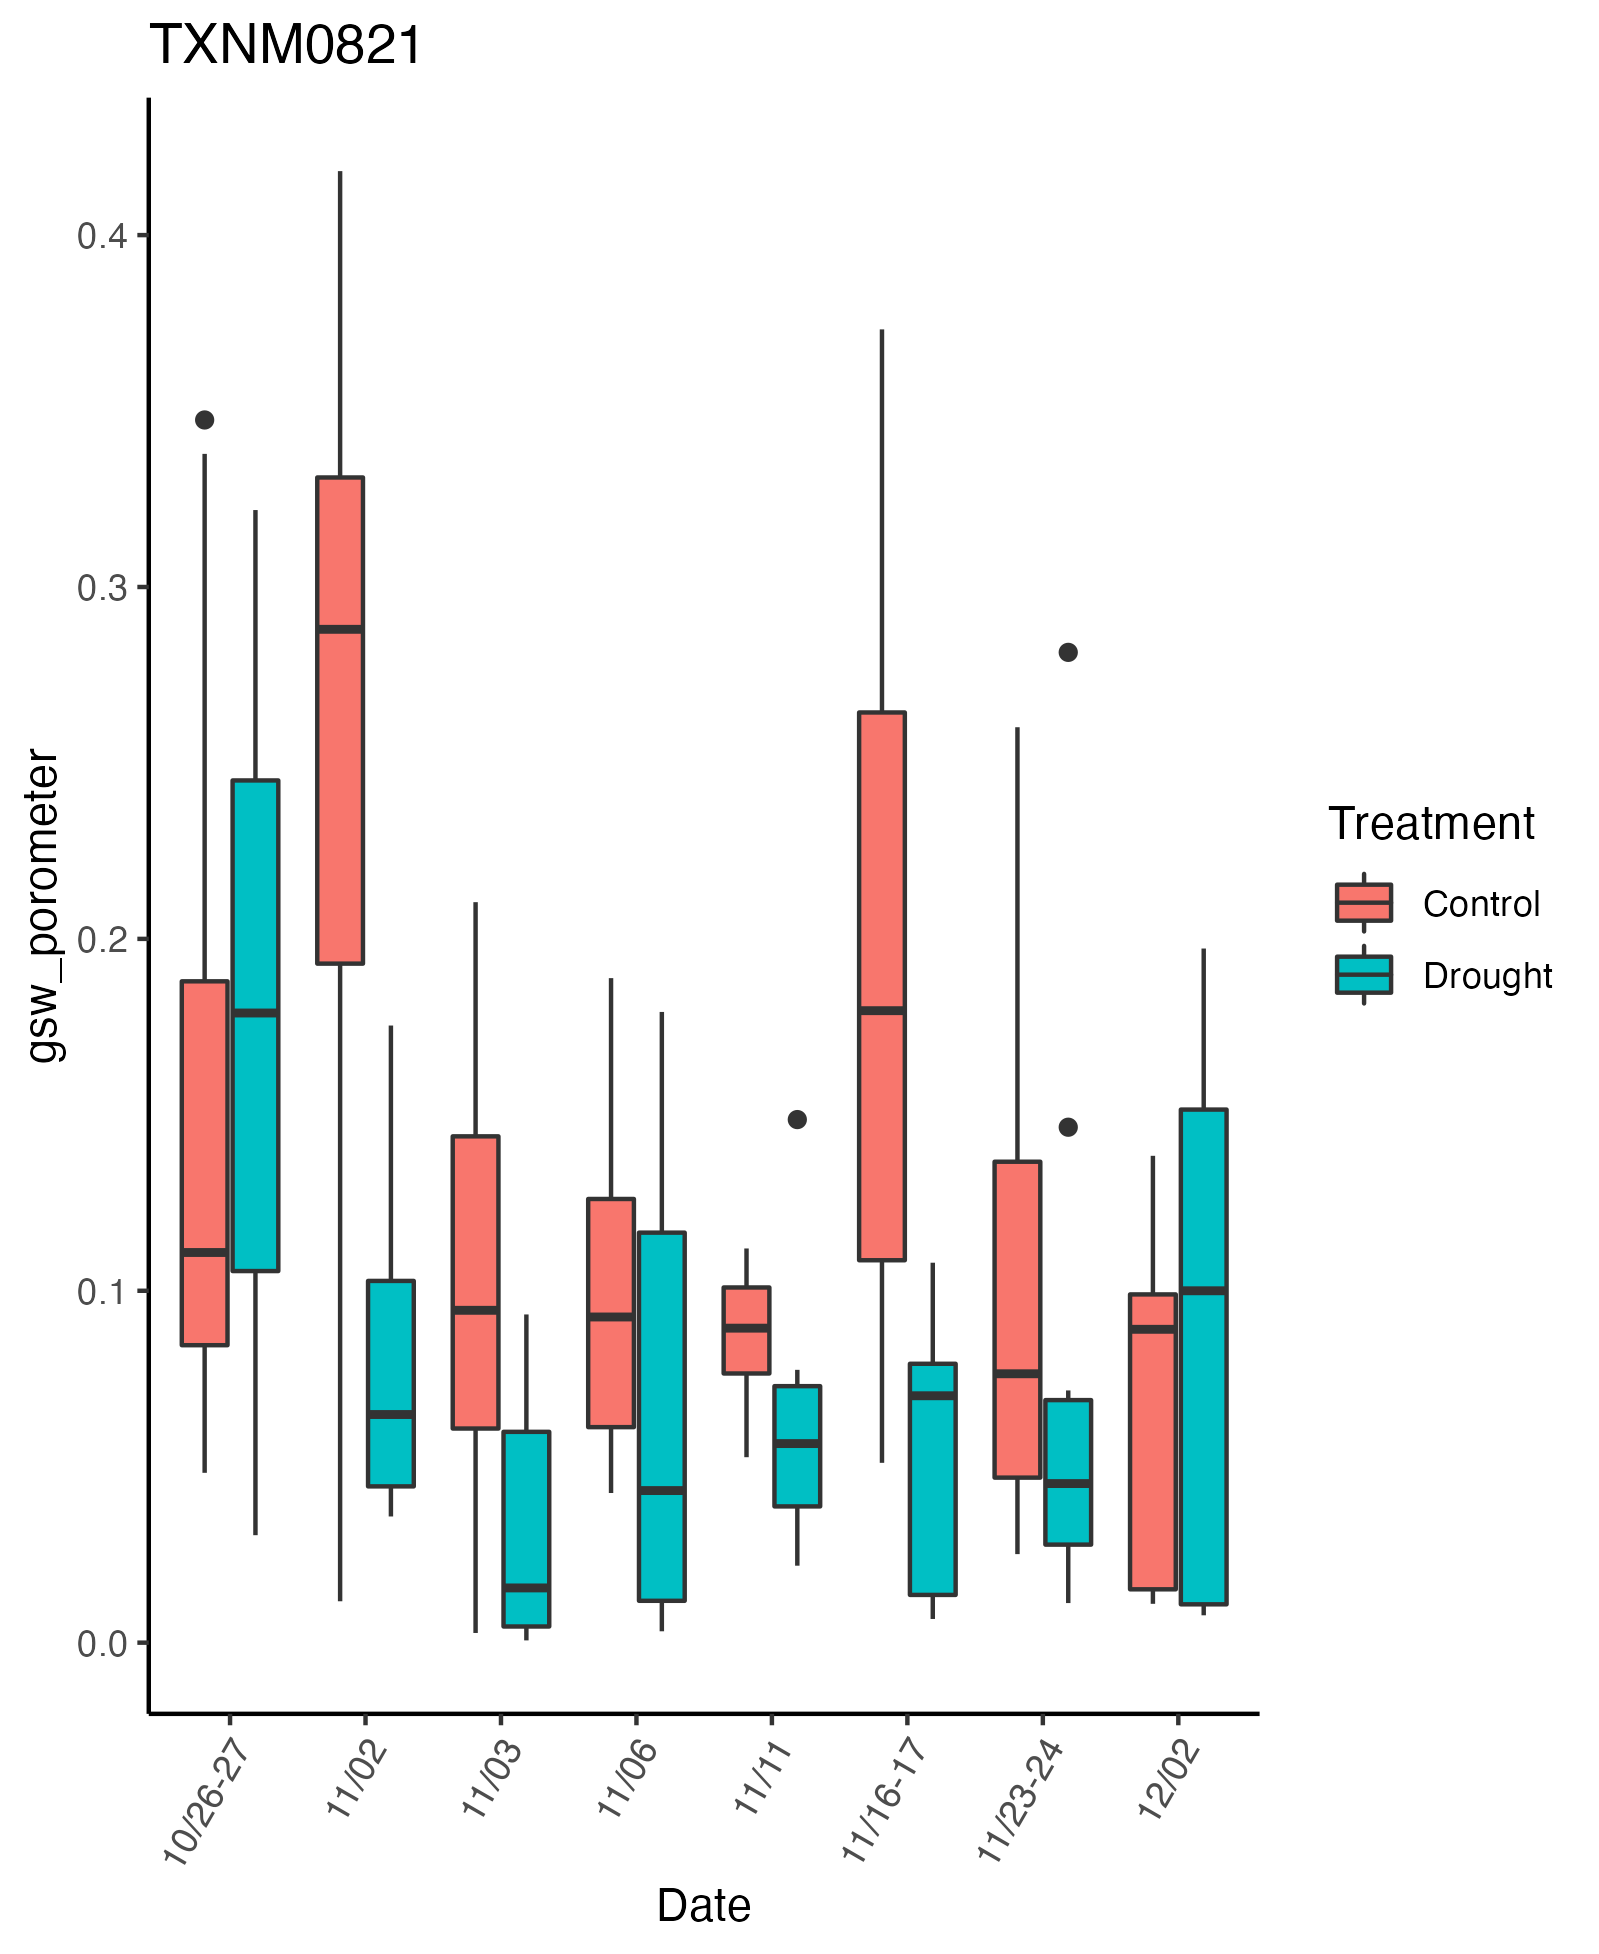 TXNM0821
gsw_porometer
0.4
0.3
0.2
0.1
0.0
10/26-27
11/02
11/03
11/06
11/11
11/16-17
11/23-24
12/02
Date
Treatment
Control
Drought